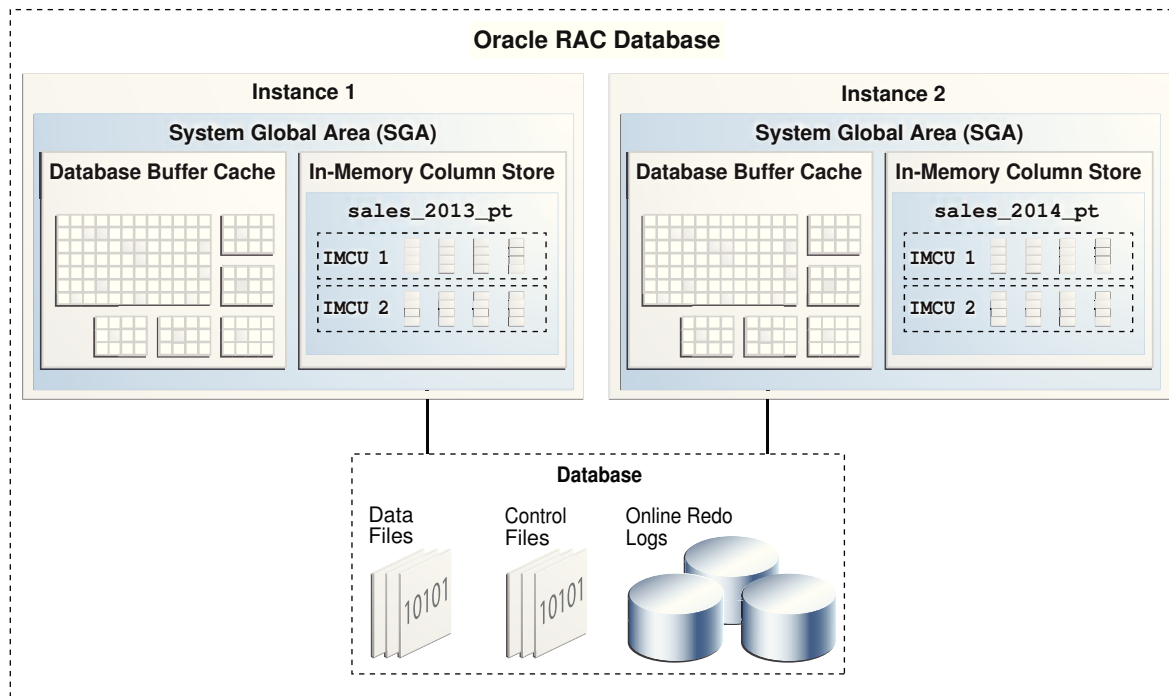 Oracle RAC Database
Instance 1
System Global Area (SGA)
Database Buffer Cache
In-Memory Column Store
sales_2013_pt
IMCU 1
IMCU 2
Instance 2
System Global Area (SGA)
Database Buffer Cache
In-Memory Column Store
sales_2014_pt
IMCU 1
IMCU 2
Database
Data
Files
10101
Control
Files
10101
Online Redo
Logs